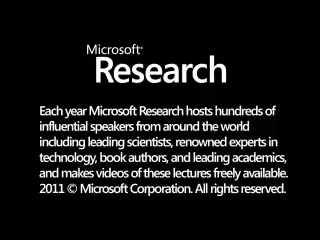 Microsoft®
Research
Each year Microsoft Research hosts hundreds of
influential speakers from around the world
including leading scientists, renowned experts in
technology, book authors, and leading academics,
and makes videos of these lectures freely available.
2011 © Microsoft Corporation. All rights reserved.